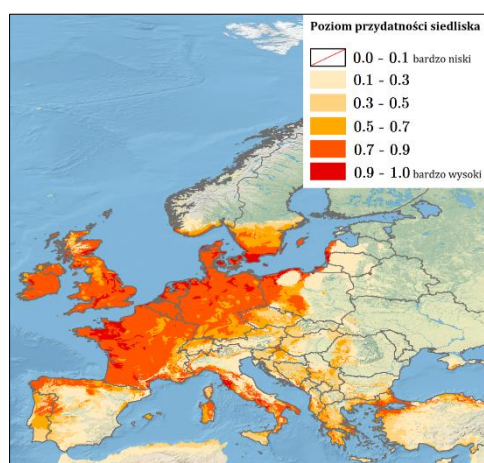 Poziom przydatności siedliska
0.0 - 0.1 bardzo niski
0.1 - 0.3
0.3 - 0.5
0.5 - 0.7
0.7 - 0.9
0.9 - 1.0 bardzo wysoki